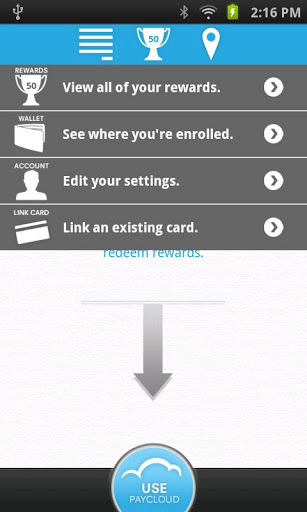 2:16 PM
50
REWARDS
50
View all of your rewards.
WALLET
See where you're enrolled.
ACCOUNT
Edit your settings.
LINK CARD
Link an existing card.
redeem rewards.
USE
PAYCLOUD